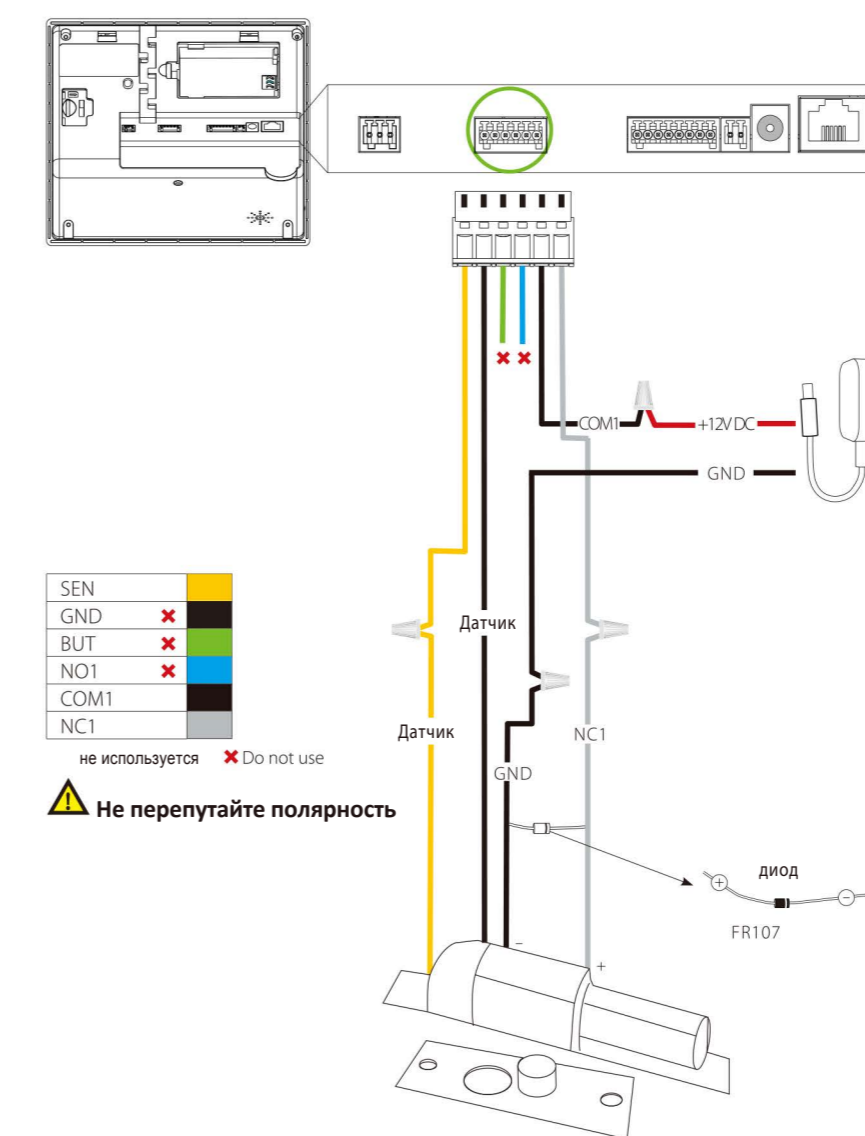 COM1
+12V DC
GND
SEN
GND
BUT
NO1
COM1
NC1
не используется
Do not use
Не перепутайте полярность
Датчик
Датчик
NC1
GND
диод
FR107